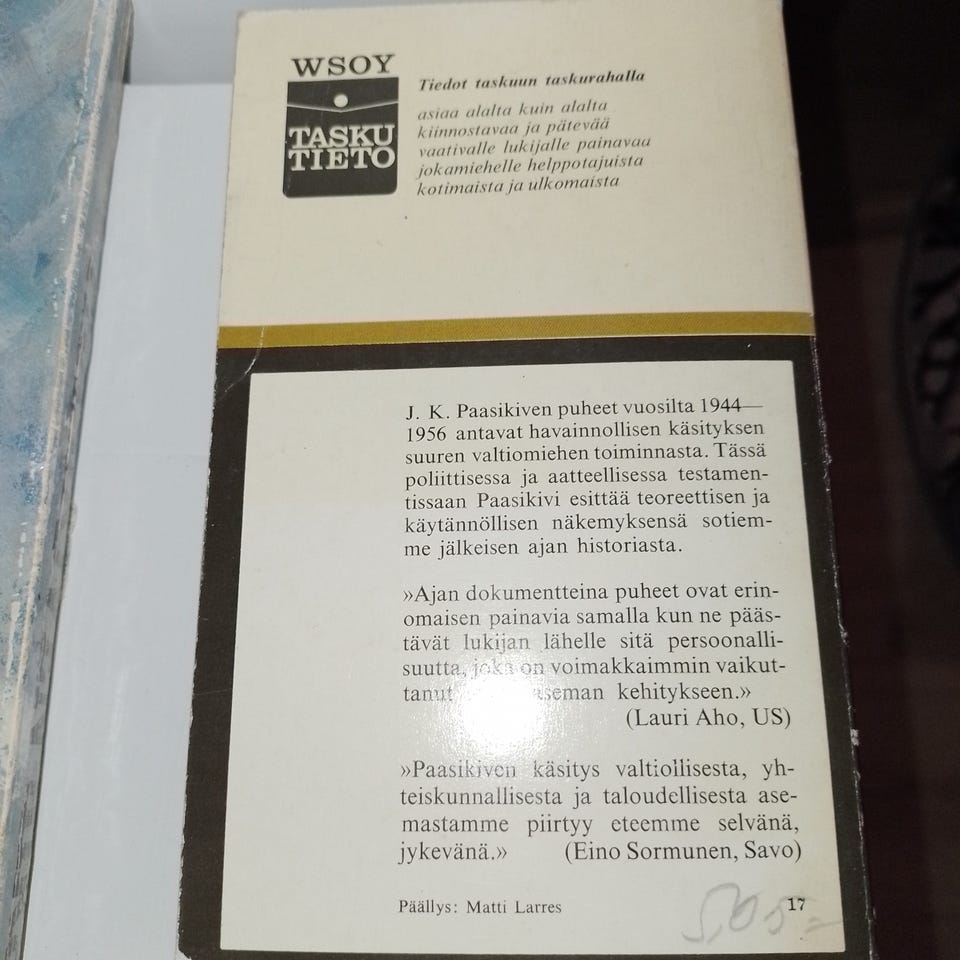 WSOY
TASKU
TIETO
Tiedot taskuun taskurahalla
asiaa alalta kuin alalta
kiinnostavaa ja pätevää
vaativalle lukijalle painavaa
jokamiehelle helppotajuista
kotimaista ja ulkomaista
J. K. Paasikiven puheet vuosilta 1944—
1956 antavat havainnollisen käsityksen
suuren valtiomiehen toiminnasta. Tässä
poliittisessa ja aatteellisessa testamen-
tissaan Paasikivi esittää teoreettisen ja
käytännöllisen näkemyksensä sotiem-
me jälkeisen ajan historiasta.
»Ajan dokumentteina puheet ovat erin-
omaisen painavia samalla kun ne pääs-
tävät lukijan lähelle sitä persoonalli-
suutta, joka on voimakkaimmin vaikut-
tanut aseman kehitykseen.»
(Lauri Aho, US)
»Paasikiven käsitys valtiollisesta, yh-
teiskunnallisesta ja taloudellisesta ase-
mastamme piirtyy eteemme selvänä,
jykevänä.» (Eino Sormunen, Savo)
Päällys: Matti Larres
17